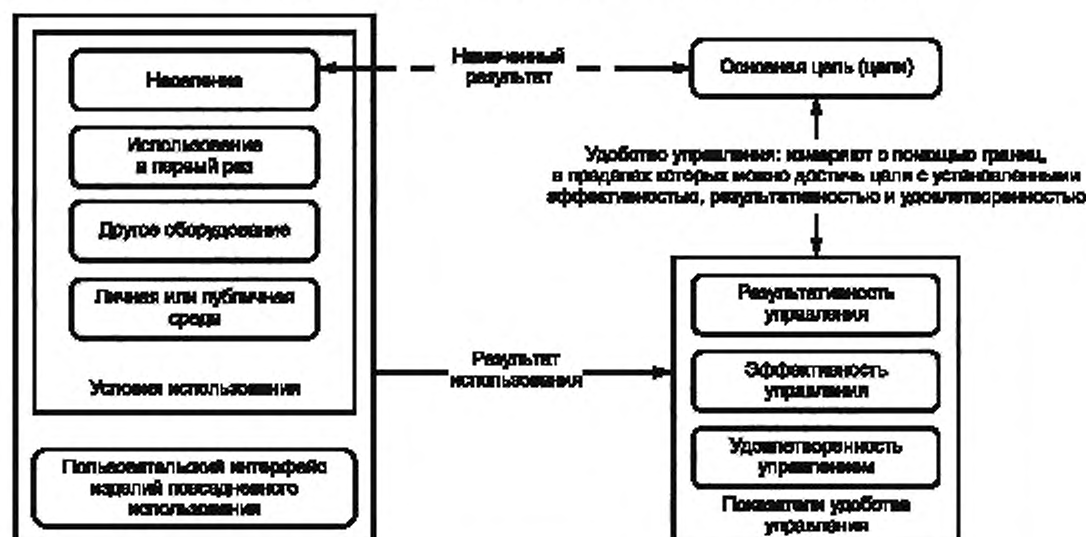 Население
Использование
в первый раз
Другое оборудование
Личная или публичная
среда
Условия использования
Пользовательский интерфейс
изделий повседневного
использования
Намеченный
результат
Результат
использования
Основная цель (цели)
Удобство управления: измеряют с помощью границ,
в пределах которых можно достичь цели с установленными
эффективностью, результативностью и удовлетворенностью
Результативность
управления
Эффективность
управления
Удовлетворенность
управлением
Показатели удобства
управления